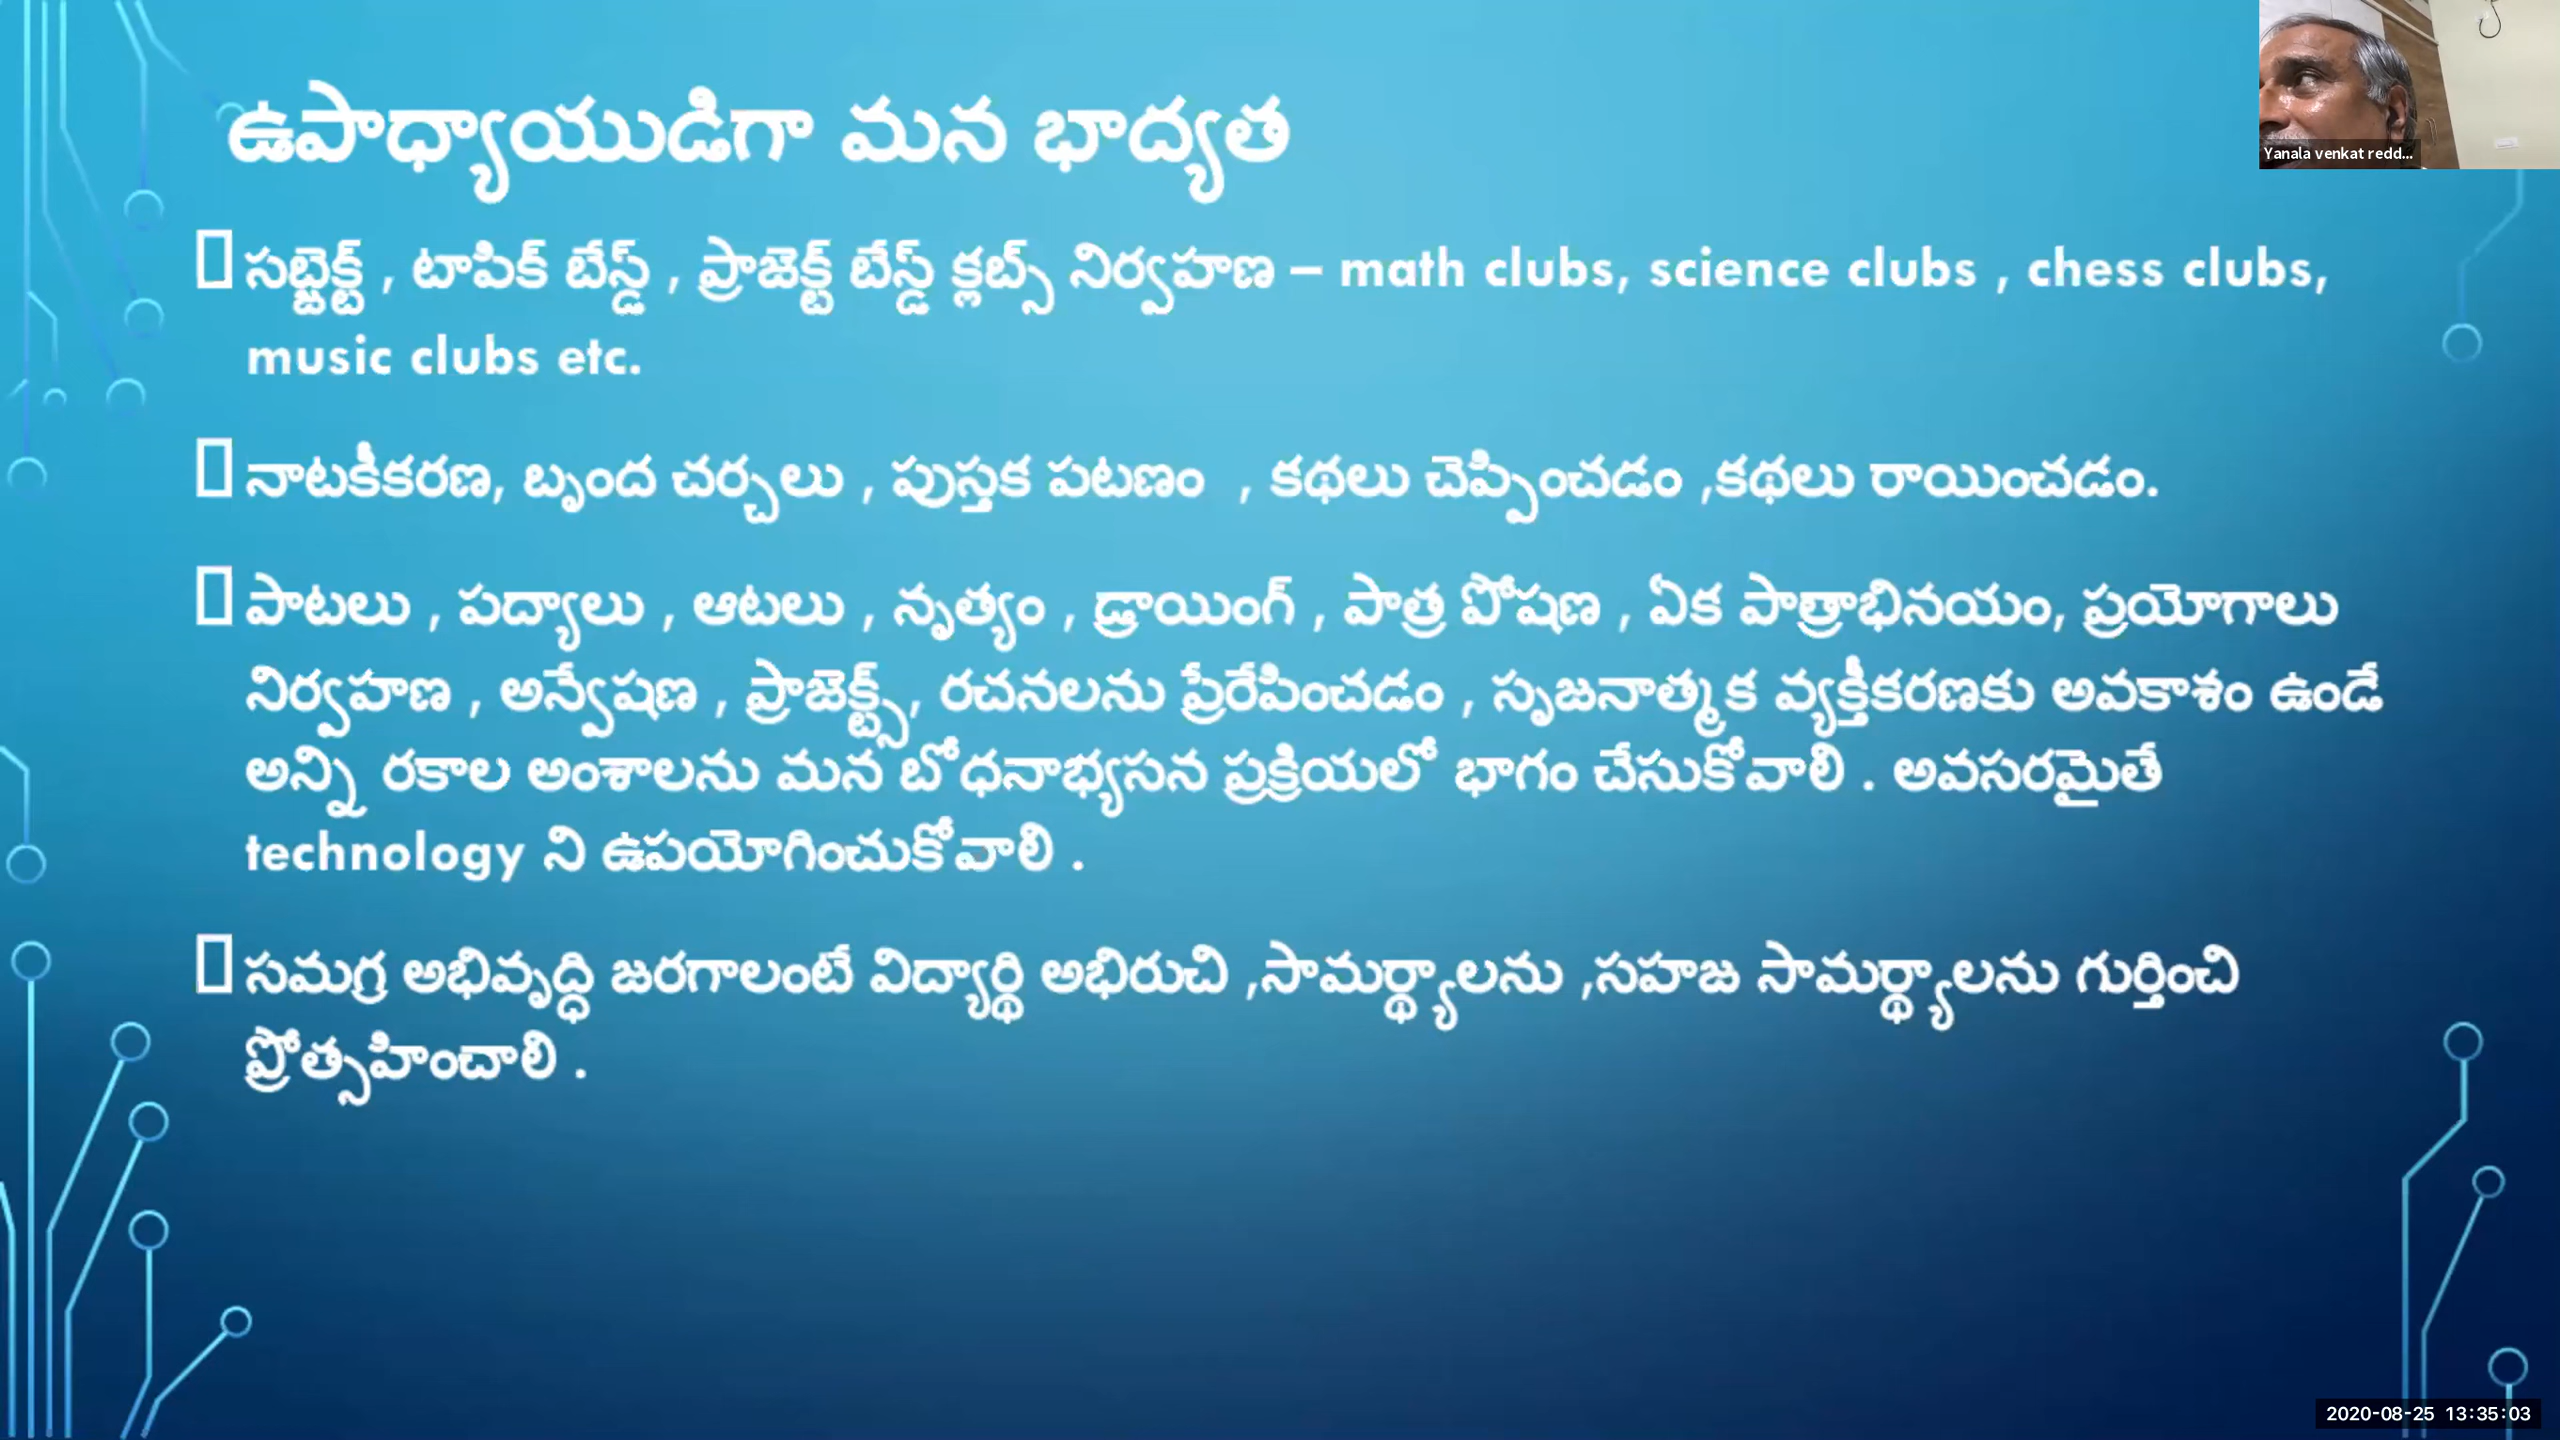 ఉపాధ్యాయుడిగా మన భాద్యత
Yanala venkat redd...
సబ్జెక్ట్ , టాపిక్ బేస్డ్ , ప్రాజెక్ట్ బేస్డ్ క్లబ్స్ నిర్వహణ – math clubs, science clubs , chess clubs,
music clubs etc.
నాటకీకరణ, బృంద చర్చలు , పుస్తక పటణం , కథలు చెప్పించడం ,కథలు రాయించడం.
పాటలు , పద్యాలు , ఆటలు , నృత్యం , డ్రాయింగ్ , పాత్ర పోషణ , ఏక పాత్రాభినయం, ప్రయోగాలు
నిర్వహణ , అన్వేషణ , ప్రాజెక్ట్స్, రచనలను ప్రేరేపించడం , సృజనాత్మక వ్యక్తీకరణకు అవకాశం ఉండే
అన్ని రకాల అంశాలను మన బోధనాభ్యసన ప్రక్రియలో భాగం చేసుకోవాలి . అవసరమైతే
technology ని ఉపయోగించుకోవాలి .
సమగ్ర అభివృద్ధి జరగాలంటే విద్యార్థి అభిరుచి ,సామర్థ్యాలను ,సహజ సామర్థ్యాలను గుర్తించి
ప్రోత్సహించాలి .
2020-08-25 13:35:03